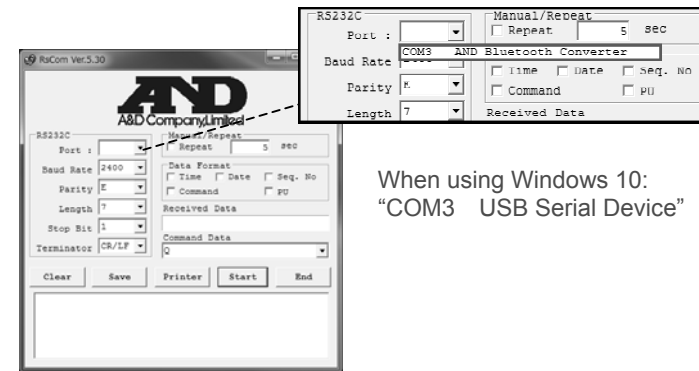 RsCom Ver.5.30
AND
A&D Company,Limited
RS232C
Port :
Baud Rate 2400
Parity E
Length 7
Stop Bit 1
Terminator CR/LF
Manual/Repeat
Repeat 5 sec
Data Format
Time Date Seq. No
Command PU
Received Data
Command Data
Q
Clear Save Printer Start End
RS232C
Port :
Baud Rate
Parity E
Length 7
Manual/Repeat
Repeat 5 sec
COM3 AND Bluetooth Converter
Time Date Seq. No
Command PU
Received Data
When using Windows 10:
“COM3 USB Serial Device”